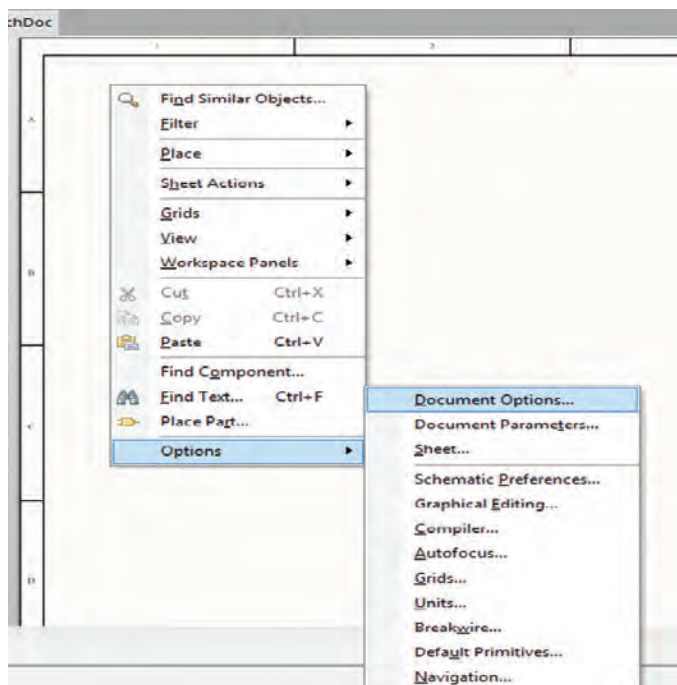 chDoc
1
2
A
Find Similar Objects...
Filter
Place
Sheet Actions
Grids
View
B
Workspace Panels
Cut Ctrl+X
Copy Ctrl+C
Paste Ctrl+V
Find Component...
Find Text... Ctrl+F
Document Options...
Place Part...
C
Document Parameters...
Options
Sheet...
Schematic Preferences...
Graphical Editing...
Compiler...
Autofocus...
D
Grids...
Units...
Breakwire...
Default Primitives...
Navigation...